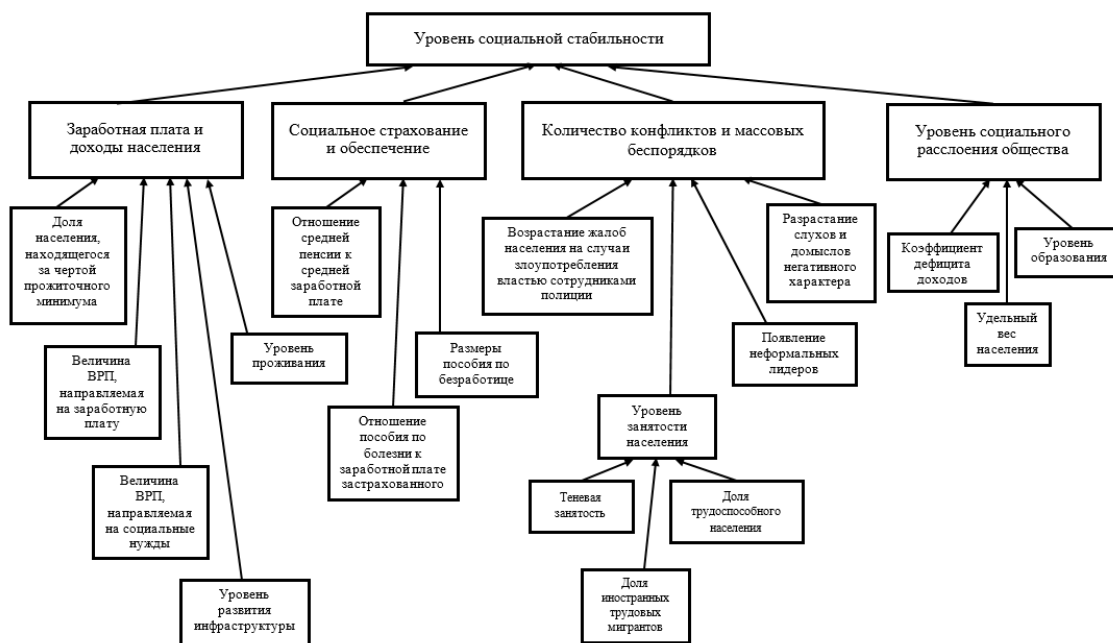 Уровень социальной стабильности
Заработная плата и
доходы населения
Социальное страхование
и обеспечение
Количество конфликтов и массовых
беспорядков
Уровень социального
расслоения общества
Доля
населения,
находящегося
за чертой
прожиточного
минимума
Величина
ВРП,
направляемая
на заработную
плату
Величина
ВРП,
направляемая
на социальные
нужды
Уровень
развития
инфраструктуры
Уровень
проживания
Отношение
средней
пенсии к
средней
заработной
плате
Отношение
пособия по
болезни к
заработной плате
застрахованного
Размеры
пособия по
безработице
Возрастание жалоб
населения на случаи
злоупотребления
властью сотрудниками
полиции
Уровень
занятости
населения
Теневая
занятость
Доля
иностранных
трудовых
мигрантов
Доля
трудоспособного
населения
Появление
неформальных
лидеров
Разрастание
слухов и
домыслов
негативного
характера
Коэффициент
дефицита
доходов
Удельный
вес
населения
Уровень
образования